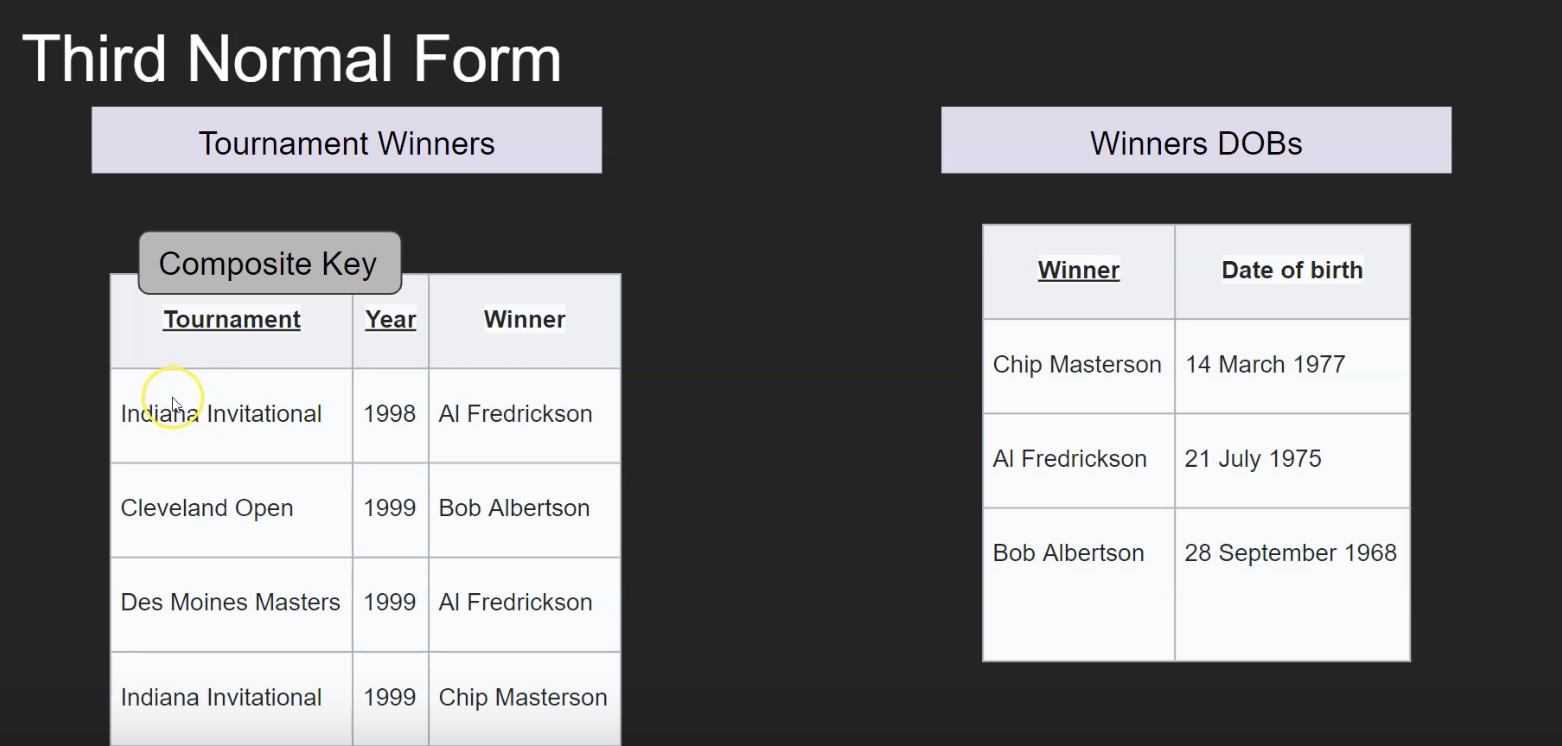 Third Normal Form
Tournament Winners
Winners DOBs
Composite Key
Tournament Year Winner
Indiana Invitational 1998 Al Fredrickson
Cleveland Open 1999 Bob Albertson
Des Moines Masters 1999 Al Fredrickson
Indiana Invitational 1999 Chip Masterson
Winner Date of birth
Chip Masterson 14 March 1977
Al Fredrickson 21 July 1975
Bob Albertson 28 September 1968